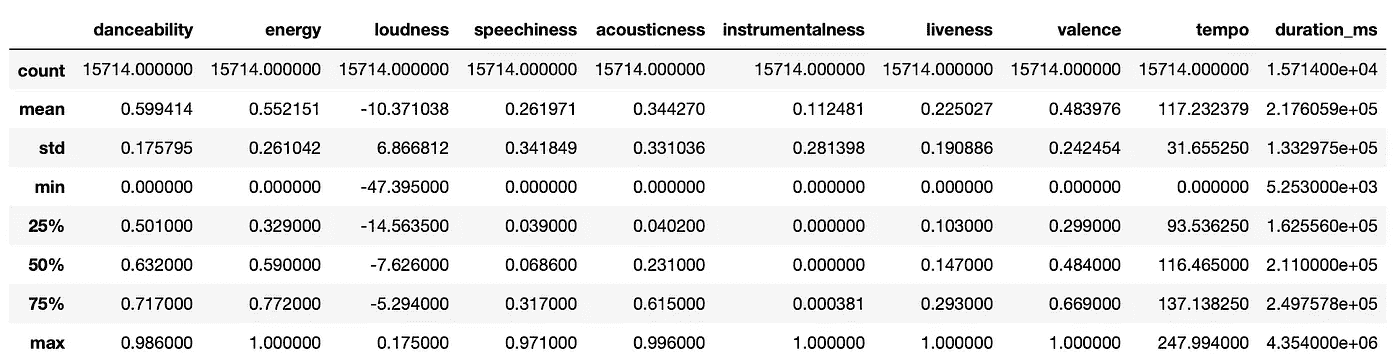 danceability energy loudness speechiness acousticness instrumentalness liveness valence tempo duration_ms
count 15714.000000 15714.000000 15714.000000 15714.000000 15714.000000 15714.000000 15714.000000 15714.000000 15714.000000 1.571400e+04
mean 0.599414 0.552151 -10.371038 0.261971 0.344270 0.112481 0.225027 0.483976 117.232379 2.176059e+05
std 0.175795 0.261042 6.866812 0.341849 0.331036 0.281398 0.190886 0.242454 31.655250 1.332975e+05
min 0.000000 0.000000 -47.395000 0.000000 0.000000 0.000000 0.000000 0.000000 0.000000 5.253000e+03
25% 0.501000 0.329000 -14.563500 0.039000 0.040200 0.000000 0.103000 0.299000 93.536250 1.625560e+05
50% 0.632000 0.590000 -7.626000 0.068600 0.231000 0.000000 0.147000 0.484000 116.465000 2.110000e+05
75% 0.717000 0.772000 -5.294000 0.317000 0.615000 0.000381 0.293000 0.669000 137.138250 2.497578e+05
max 0.986000 1.000000 0.175000 0.971000 0.996000 1.000000 1.000000 1.000000 247.994000 4.354000e+06